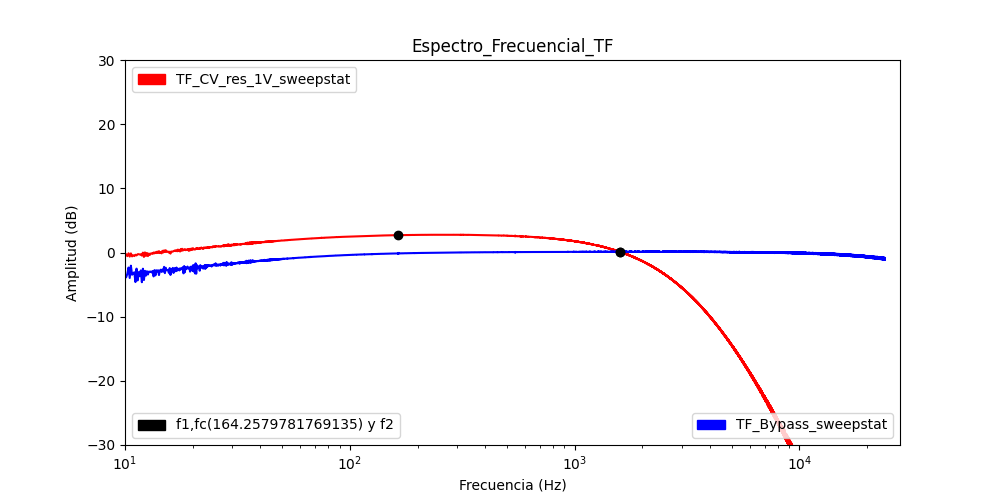 Espectro_Frecuencial_TF
30
TF_CV_res_1V_sweepstat
20
10
Amplitud (dB)
0
−10
−20
f1,fc(164.2579781769135) y f2
TF_Bypass_sweepstat
−30
10¹ 10² 10³ 10⁴
Frecuencia (Hz)